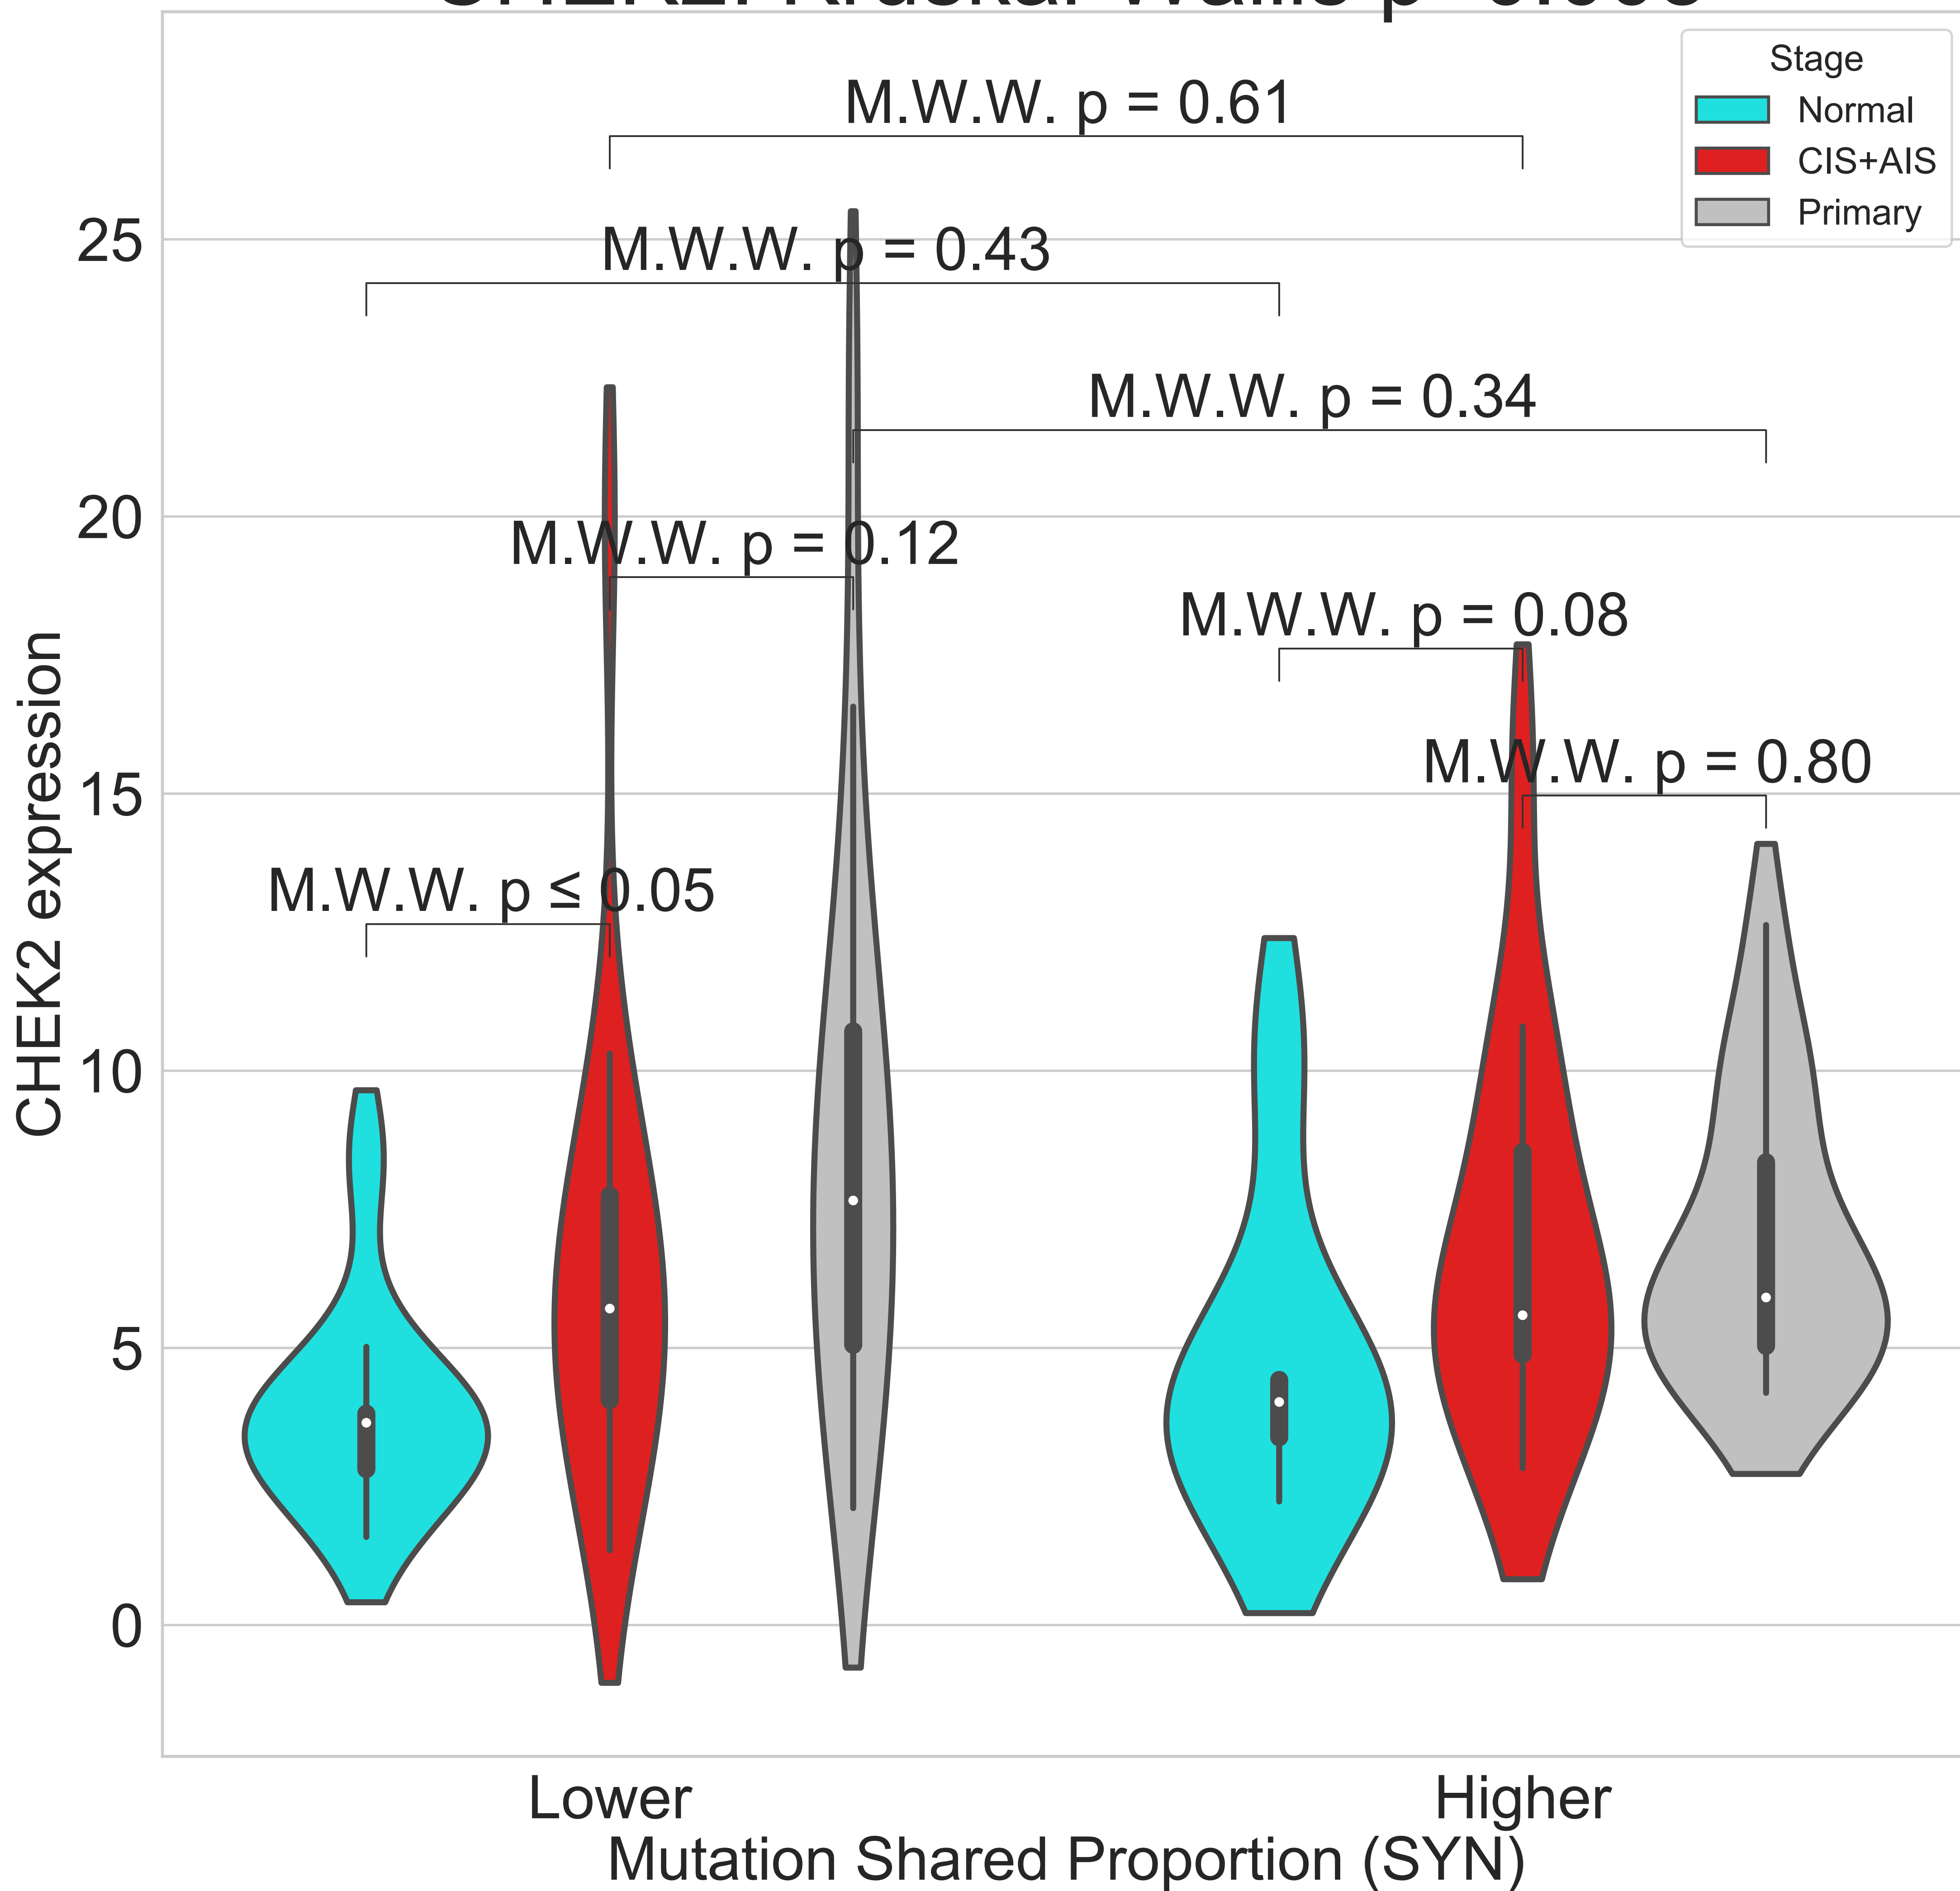 Stage
Normal
CIS+AIS
Primary
M.W.W. p = 0.61
M.W.W. p = 0.43
M.W.W. p = 0.34
M.W.W. p = 0.12
M.W.W. p = 0.08
M.W.W. p = 0.80
M.W.W. p ≤ 0.05
25
20
15
10
5
0
CHEK2 expression
Lower
Higher
Mutation Shared Proportion (SYN)